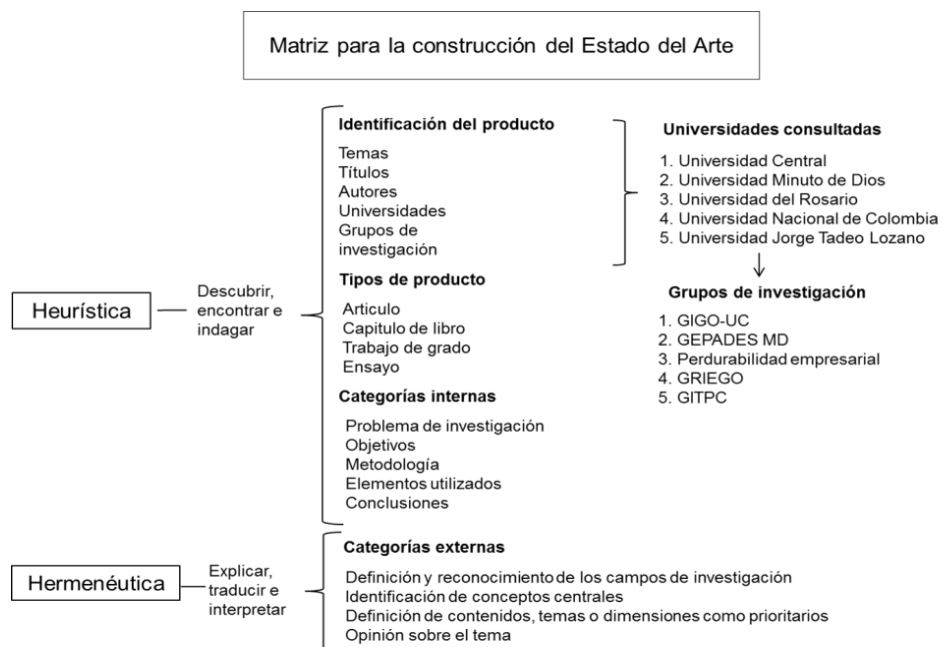 Matriz para la construcción del Estado del Arte
Heurística
Descubrir,
encontrar e
indagar
Identificación del producto
Temas
Títulos
Autores
Universidades
Grupos de
investigación
Tipos de producto
Articulo
Capitulo de libro
Trabajo de grado
Ensayo
Categorías internas
Problema de investigación
Objetivos
Metodología
Elementos utilizados
Conclusiones
Universidades consultadas
1. Universidad Central
2. Universidad Minuto de Dios
3. Universidad del Rosario
4. Universidad Nacional de Colombia
5. Universidad Jorge Tadeo Lozano
Grupos de investigación
1. GIGO-UC
2. GEPADES MD
3. Perdurabilidad empresarial
4. GRIEGO
5. GITPC
Hermenéutica
Explicar,
traducir e
interpretar
Categorías externas
Definición y reconocimiento de los campos de investigación
Identificación de conceptos centrales
Definición de contenidos, temas o dimensiones como prioritarios
Opinión sobre el tema